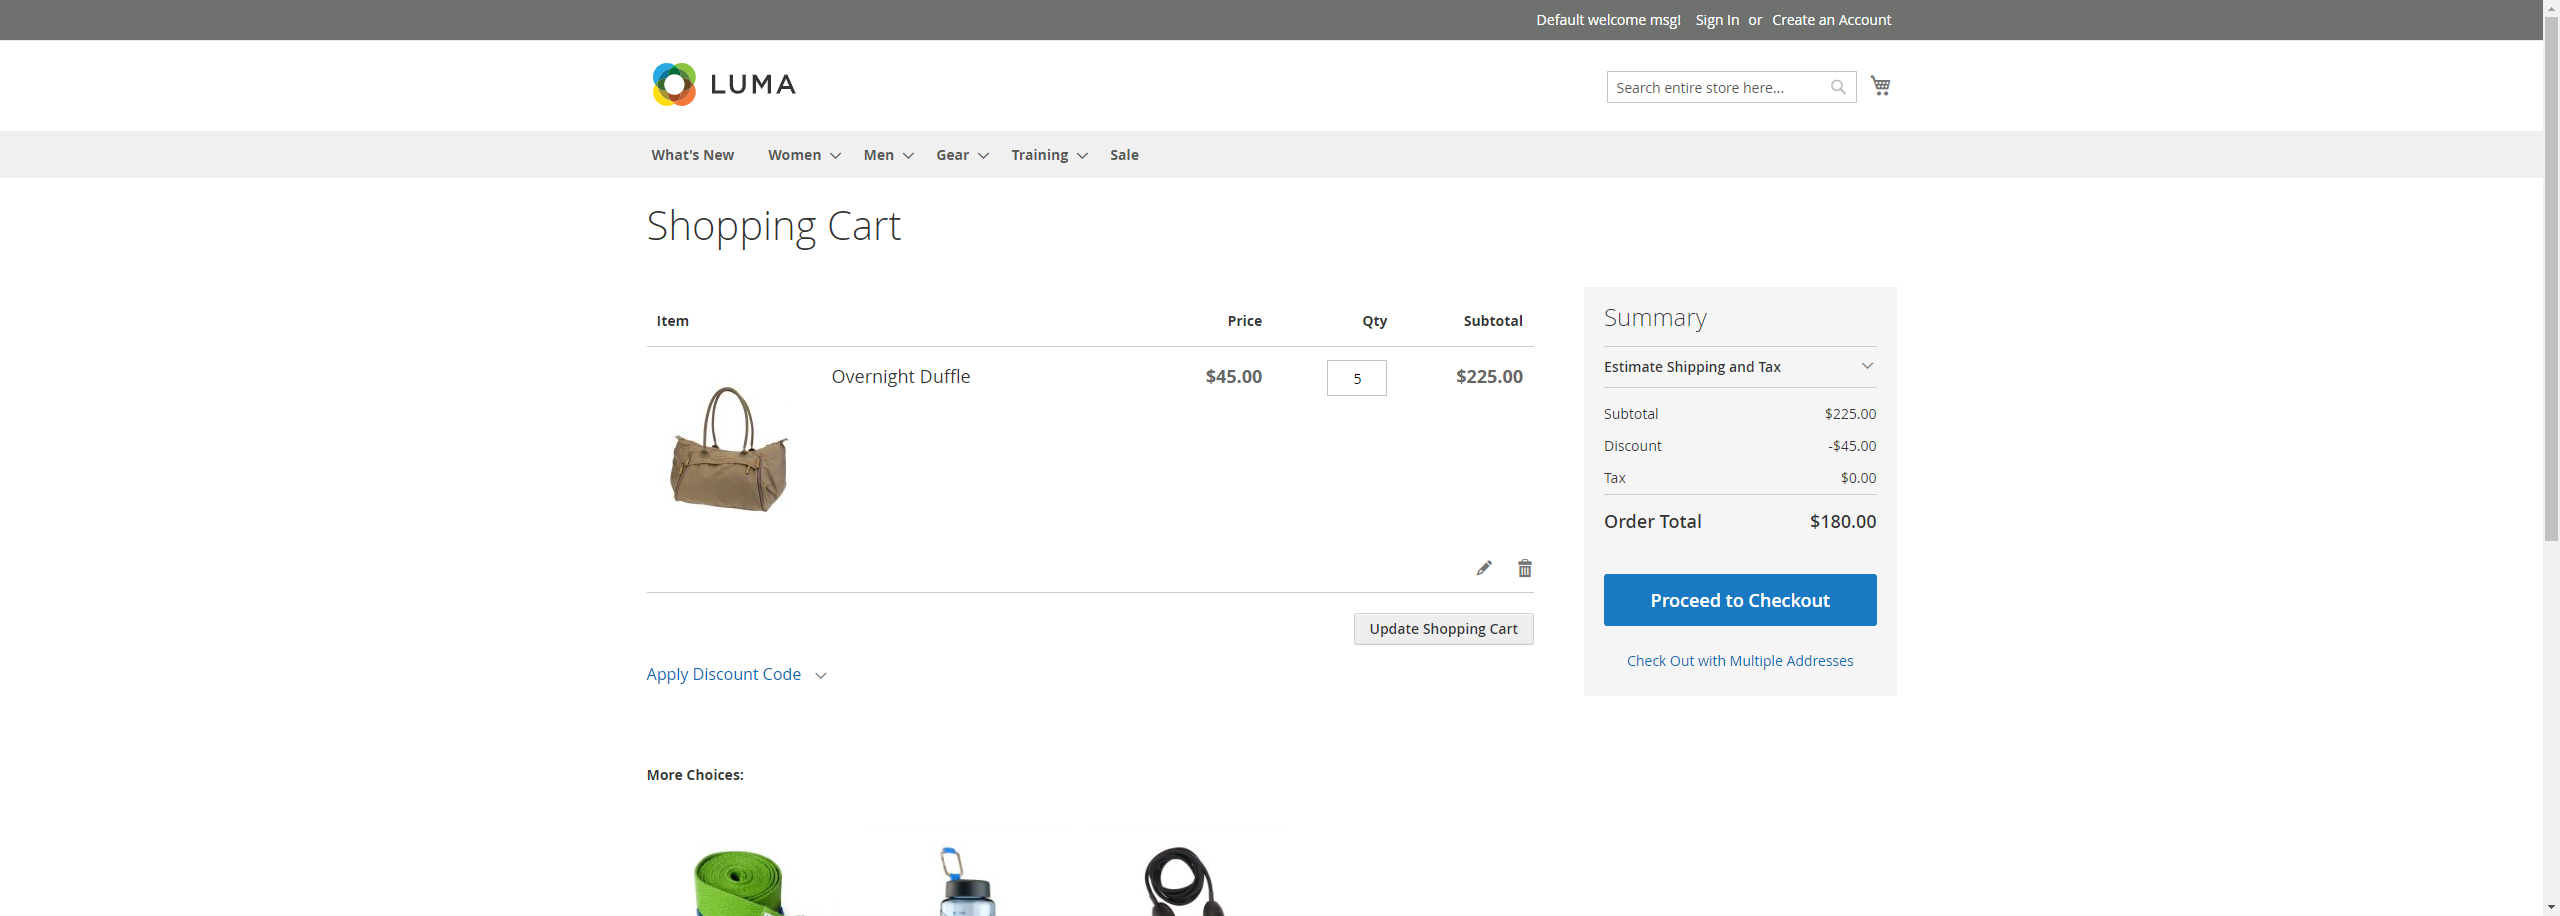 Default welcome msg! Sign In or Create an Account
LUMA
Search entire store here...
What's New Women Men Gear Training Sale
Shopping Cart
Item Price Qty Subtotal
Overnight Duffle $45.00 5 $225.00
Update Shopping Cart
Apply Discount Code
Summary
Estimate Shipping and Tax
Subtotal $225.00
Discount -$45.00
Tax $0.00
Order Total $180.00
Proceed to Checkout
Check Out with Multiple Addresses
More Choices: